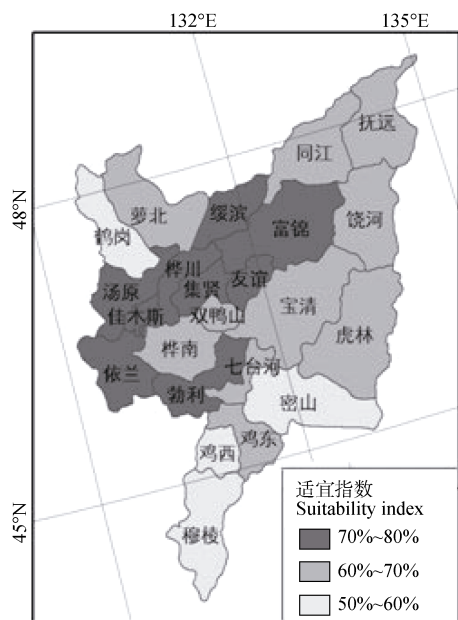 132°E 135°E
抚远
同江
萝北
绥滨
饶河
48°N
鹤岗
富锦
桦川
友谊
汤原
集贤
宝清
佳木斯
双鸭山
虎林
桦南
七台河
依兰
勃利
密山
鸡东
鸡西
45°N
穆棱
适宜指数
Suitability index
70%~80%
60%~70%
50%~60%